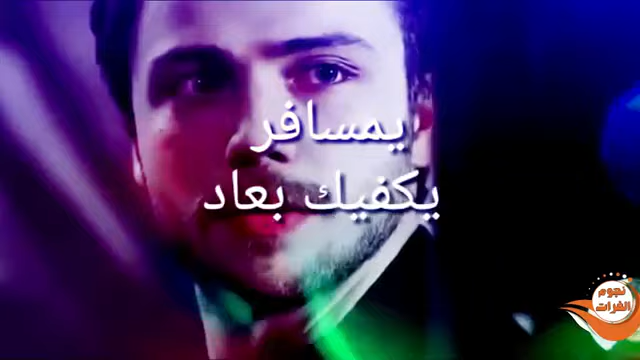 يمسافر
يكفيك بعاد
نجوم
الفرات